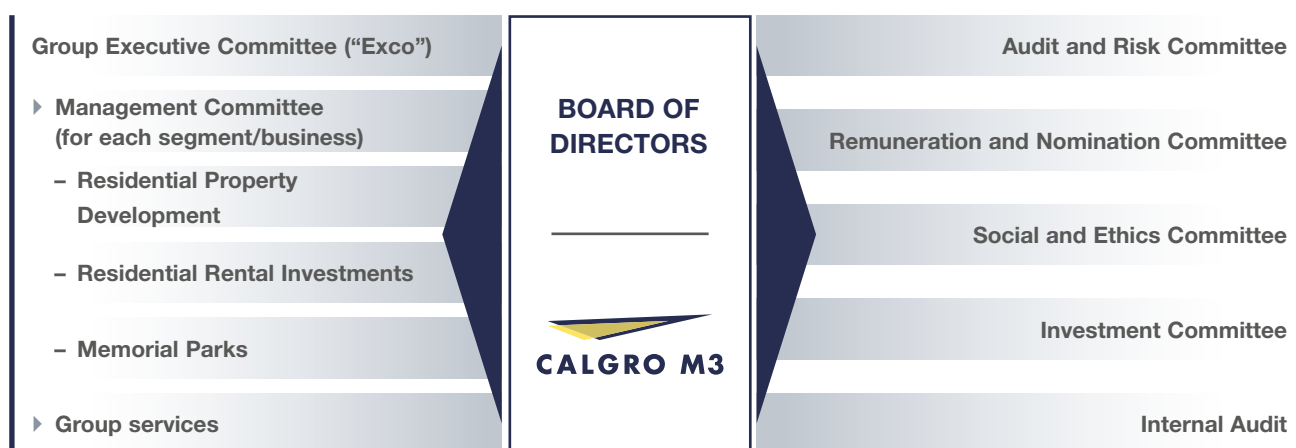 Group Executive Committee (“Exco”)
Management Committee
(for each segment/business)
– Residential Property
Development
– Residential Rental Investments
– Memorial Parks
Group services
BOARD OF
DIRECTORS
CALGRO M3
Audit and Risk Committee
Remuneration and Nomination Committee
Social and Ethics Committee
Investment Committee
Internal Audit